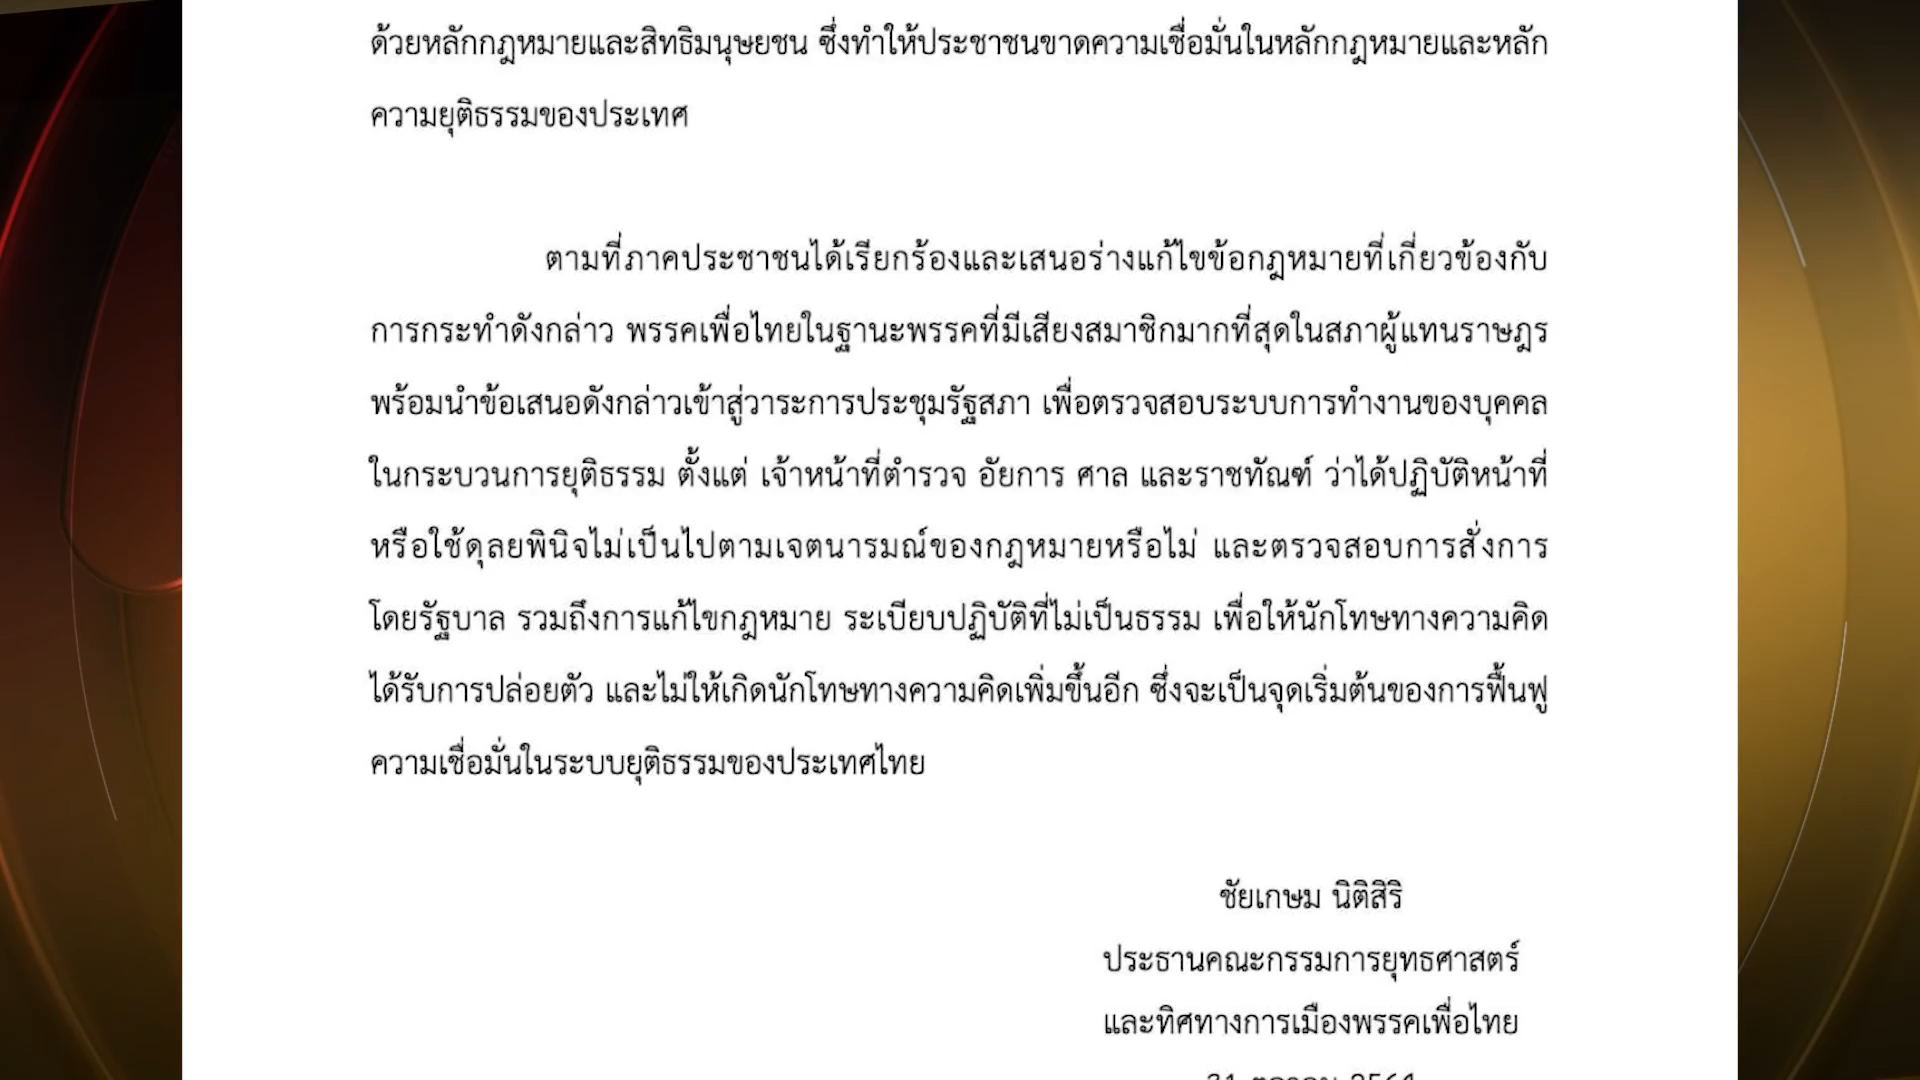 ด้วยหลักกฎหมายและสิทธิมนุษยชน ซึ่งทำให้ประชาชนขาดความเชื่อมั่นในหลักกฎหมายและหลัก
ความยุติธรรมของประเทศ
ตามที่ภาคประชาชนได้เรียกร้องและเสนอร่างแก้ไขข้อกฎหมายที่เกี่ยวข้องกับ
การกระทำดังกล่าว พรรคเพื่อไทยในฐานะพรรคที่มีเสียงสมาชิกมากที่สุดในสภาผู้แทนราษฎร
พร้อมนำข้อเสนอดังกล่าวเข้าสู่วาระการประชุมรัฐสภา เพื่อตรวจสอบระบบการทำงานของบุคคล
ในกระบวนการยุติธรรม ตั้งแต่ เจ้าหน้าที่ตำรวจ อัยการ ศาล และราชทัณฑ์ ว่าได้ปฏิบัติหน้าที่
หรือใช้ดุลยพินิจไม่เป็นไปตามเจตนารมณ์ของกฎหมายหรือไม่ และตรวจสอบการสั่งการ
โดยรัฐบาล รวมถึงการแก้ไขกฎหมาย ระเบียบปฏิบัติที่ไม่เป็นธรรม เพื่อให้นักโทษทางความคิด
ได้รับการปล่อยตัว และไม่ให้เกิดนักโทษทางความคิดเพิ่มขึ้นอีก ซึ่งจะเป็นจุดเริ่มต้นของการฟื้นฟู
ความเชื่อมั่นในระบบยุติธรรมของประเทศไทย
ชัยเกษม นิติสิริ
ประธานคณะกรรมการยุทธศาสตร์
และทิศทางการเมืองพรรคเพื่อไทย
31 ตุลาคม 2564